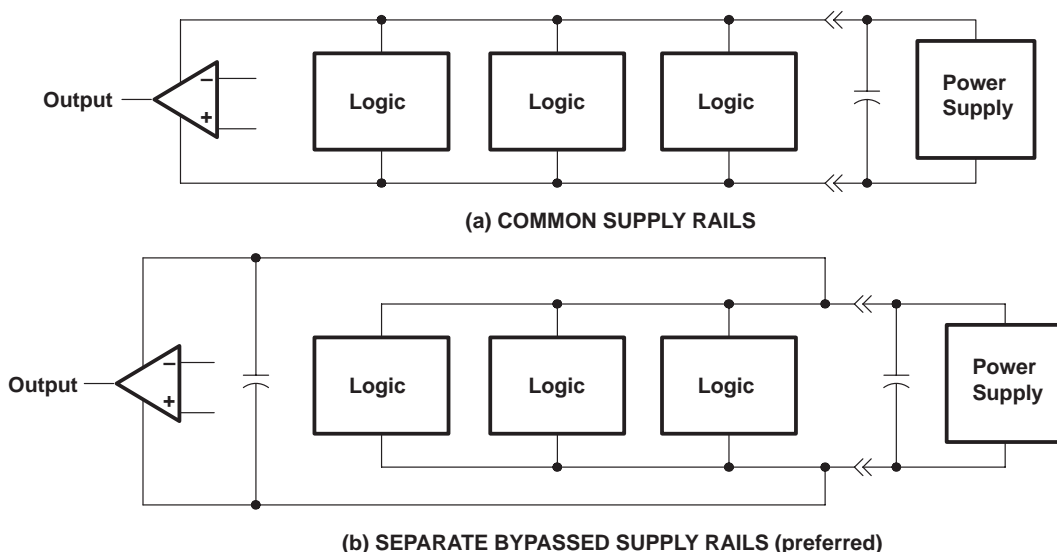 Output
−
+
Logic
Logic
Logic
Power
Supply
(a) COMMON SUPPLY RAILS
Output
−
+
Logic
Logic
Logic
Power
Supply
(b) SEPARATE BYPASSED SUPPLY RAILS (preferred)